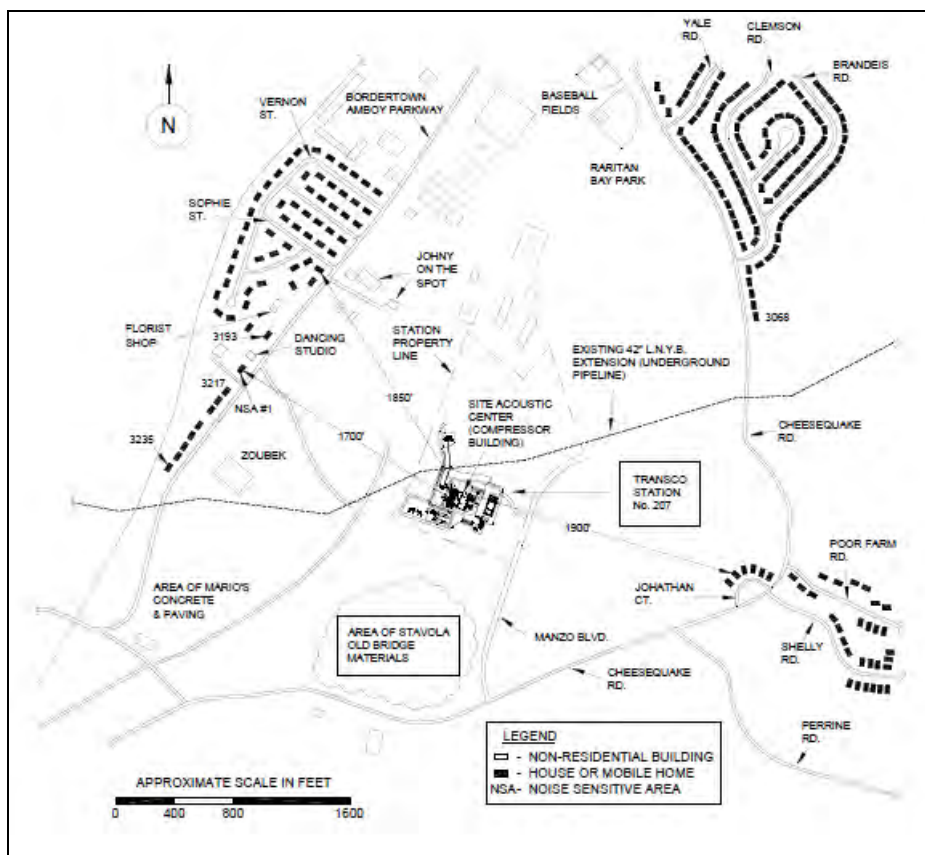 YALE
RD.
CLEMSON
RD.
BRANDEIS
RD.
N
VERNON
ST.
BORDERTOWN
AMBOY PARKWAY
BASEBALL
FIELDS
RARITAN
BAY PARK
SOPHIE
ST.
JOHNY
ON THE
SPOT
FLORIST
SHOP
3193
DANCING
STUDIO
STATION
PROPERTY
LINE
3068
EXISTING 42" L.N.Y.B.
EXTENSION (UNDERGROUND
PIPELINE)
3217
NSA #1
1850'
SITE ACOUSTIC
CENTER
(COMPRESSOR
BUILDING)
3235
1700'
ZOUBEK
CHEESEQUAKE
RD.
TRANSCO
STATION
No. 207
1900'
POOR FARM
RD.
AREA OF MARIO'S
CONCRETE
& PAVING
JOHATHAN
CT.
AREA OF STAVOLA
OLD BRIDGE
MATERIALS
MANZO BLVD.
SHELLY
RD.
CHEESEQUAKE
RD.
PERRINE
RD.
LEGEND
- NON-RESIDENTIAL BUILDING
- HOUSE OR MOBILE HOME
NSA- NOISE SENSITIVE AREA
APPROXIMATE SCALE IN FEET
0 400 800 1600